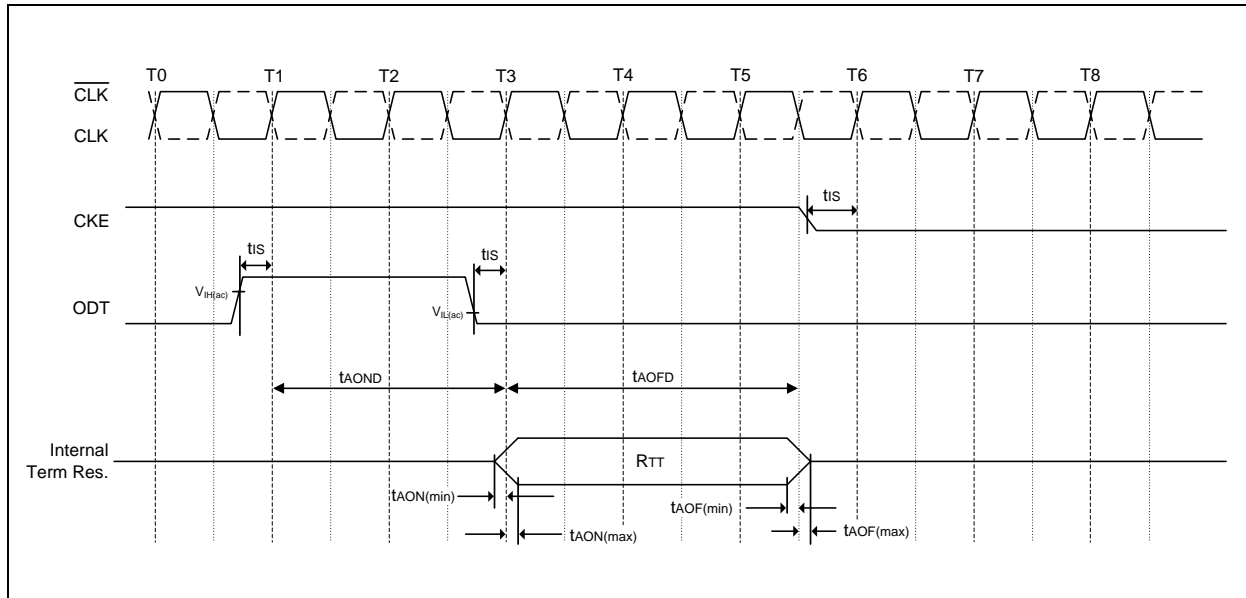 T0 T1 T2 T3 T4 T5 T6 T7 T8
CLK
CLK
CKE
tIS
tIS
tIS
VIH(ac)
ODT
VIL(ac)
tAOND
tAOFD
Internal
Term Res.
RTT
tAON(min)
tAOF(min)
tAON(max)
tAOF(max)